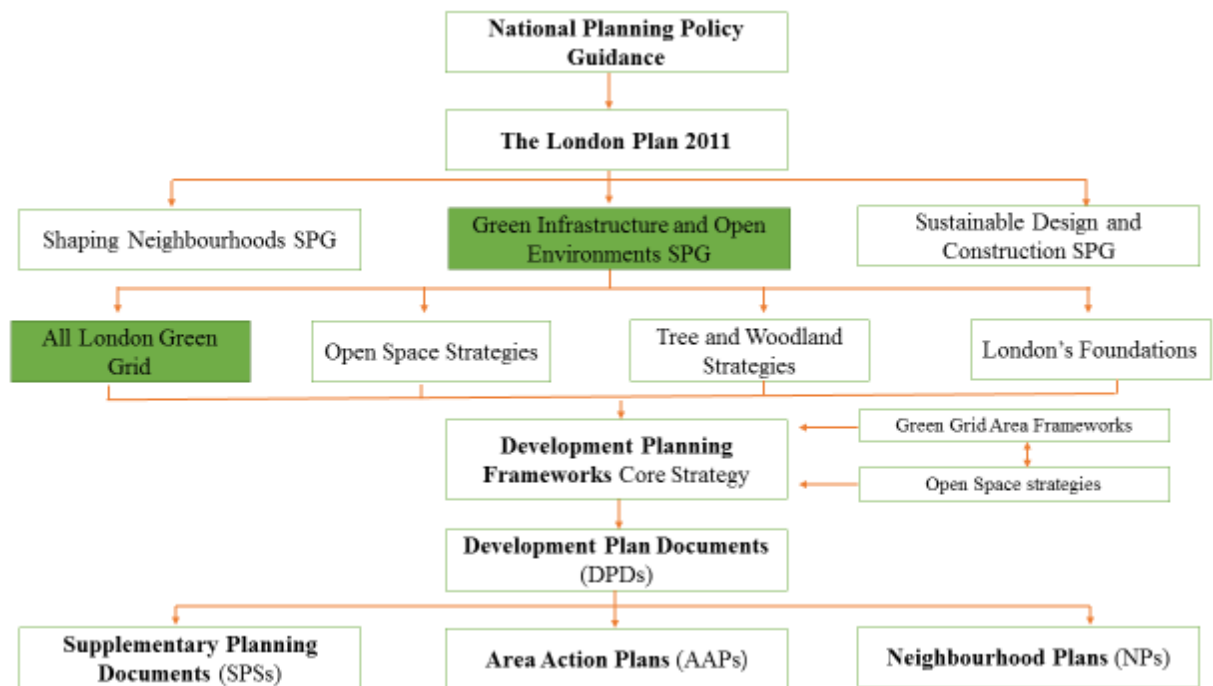 National Planning Policy
Guidance
The London Plan 2011
Shaping Neighbourhoods SPG
Green Infrastructure and Open
Environments SPG
Sustainable Design and
Construction SPG
All London Green
Grid
Open Space Strategies
Tree and Woodland
Strategies
London's Foundations
Development Planning
Frameworks Core Strategy
Green Grid Area Frameworks
Open Space strategies
Development Plan Documents
(DPDs)
Supplementary Planning
Documents (SPSs)
Area Action Plans (AAPs)
Neighbourhood Plans (NPs)